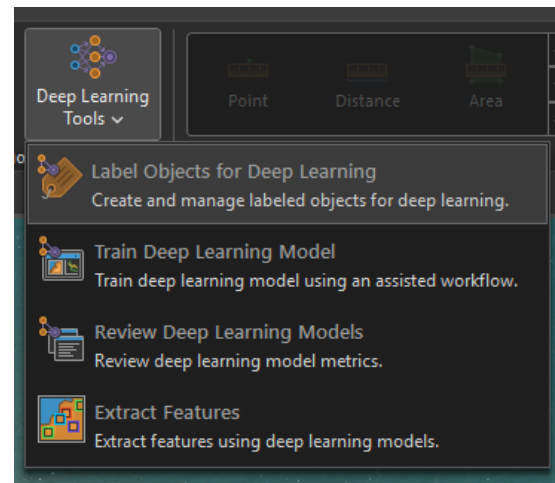 Deep Learning
Tools
Point
Distance
Area
Label Objects for Deep Learning
Create and manage labeled objects for deep learning.
Train Deep Learning Model
Train deep learning model using an assisted workflow.
Review Deep Learning Models
Review deep learning model metrics.
Extract Features
Extract features using deep learning models.